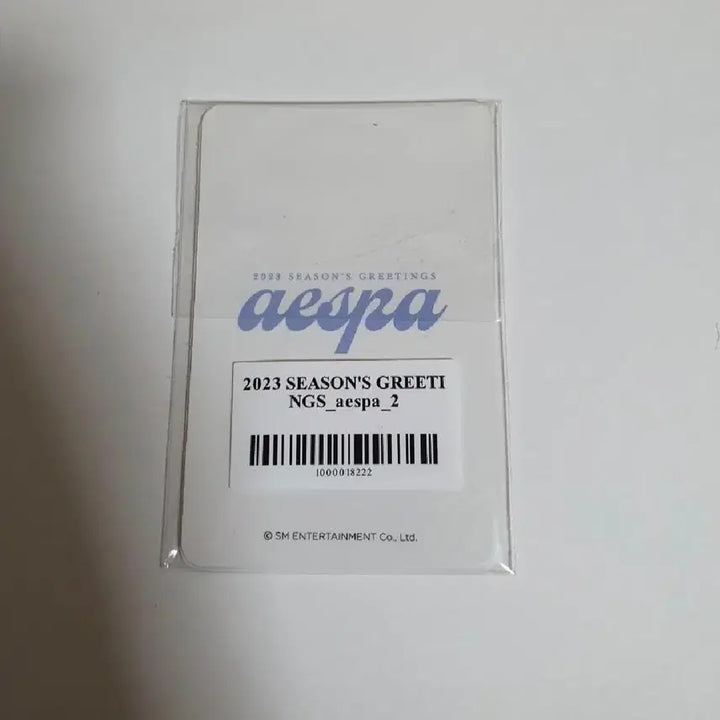 2023 SEASON'S GREETINGS
aespa
2023 SEASON'S GREETI
NGS_aespa_2
1000018222
© SM ENTERTAINMENT Co., Ltd.